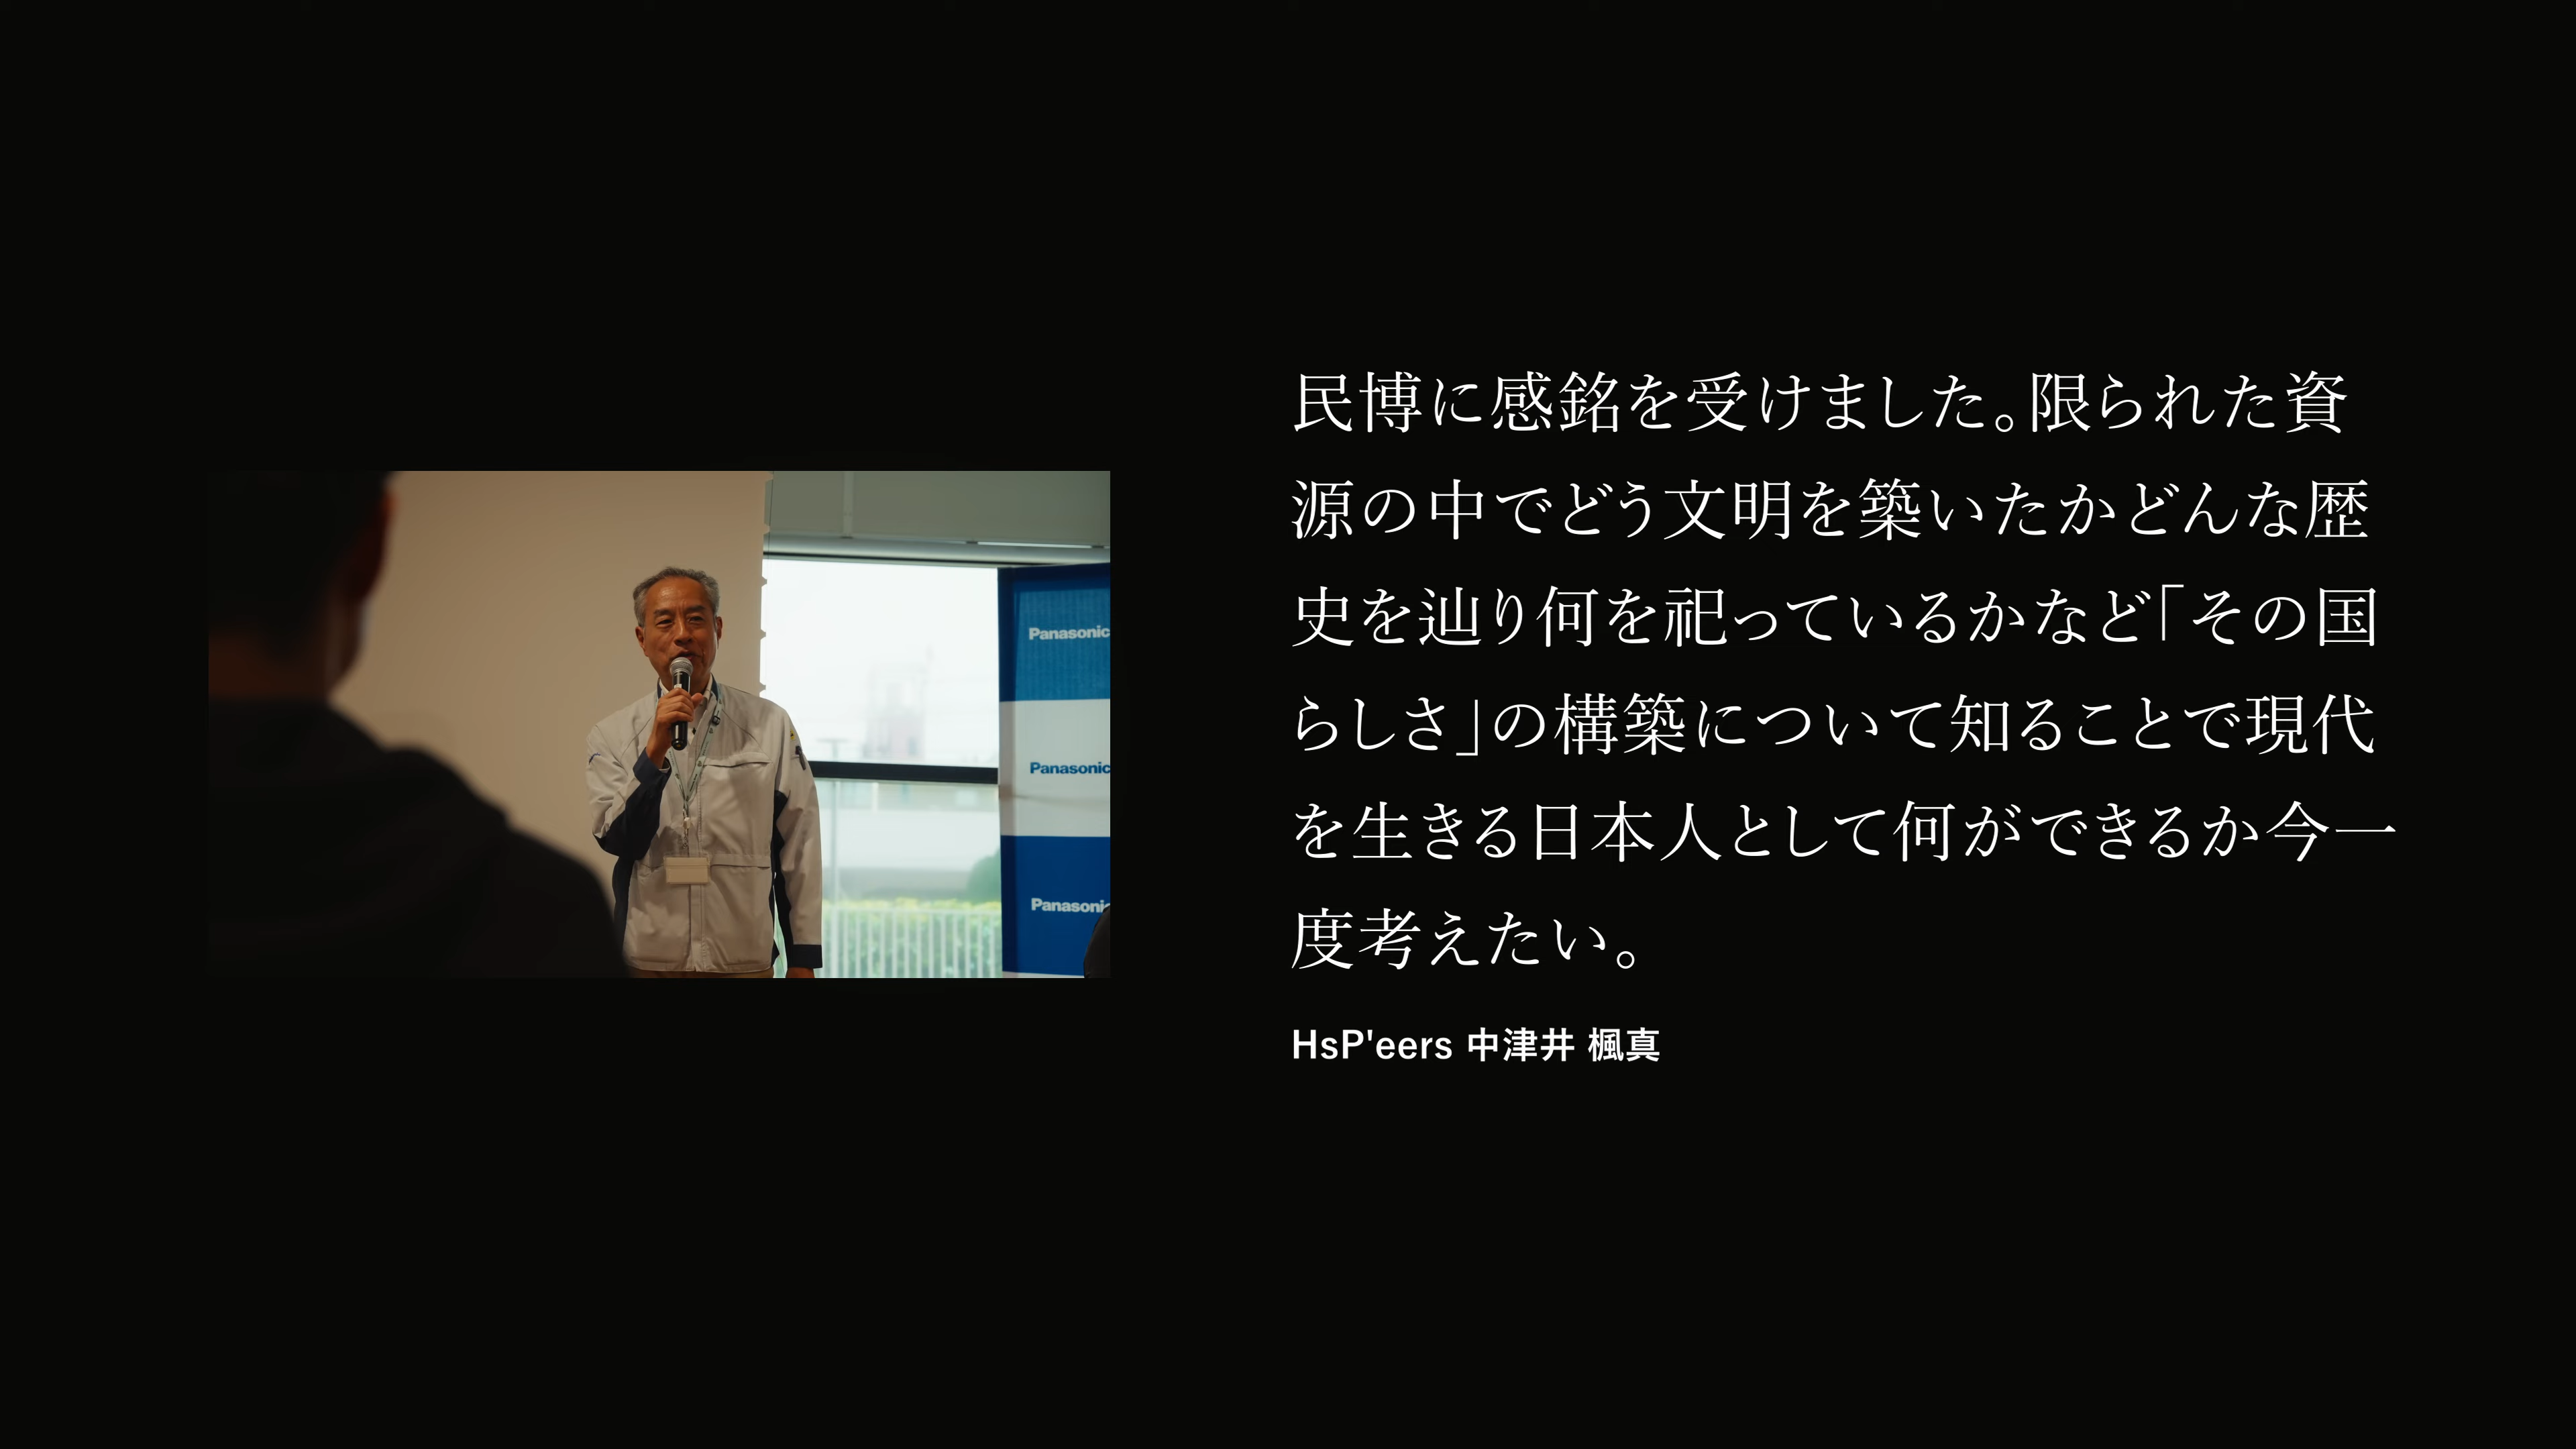 民博に感銘を受けました。限られた資
源の中でどう文明を築いたかどんな歴
史を辿り何を祀っているかなど「その国
らしさ」の構築について知ることで現代
を生きる日本人として何ができるか今一
度考えたい。
HsP'eers 中津井 楓真
Panasonic
Panasonic
Panasonic